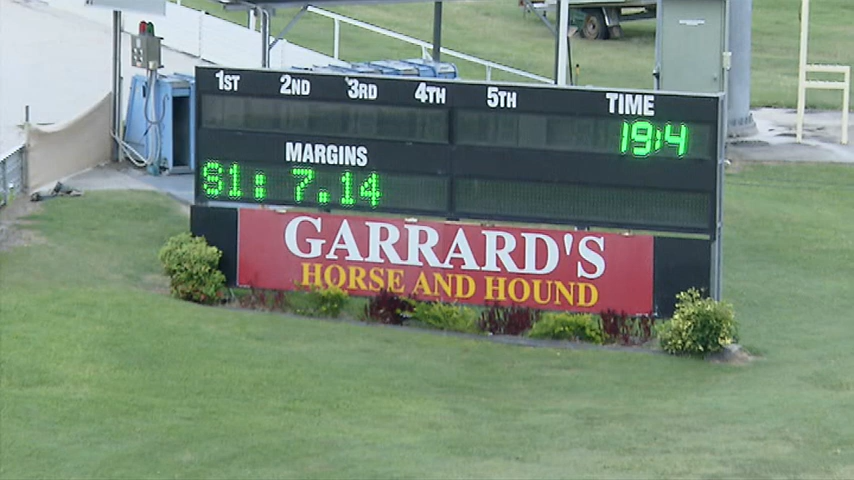 1ST 2ND 3RD 4TH 5TH TIME
19:4
MARGINS
S1: 7.14
GARRARD'S
HORSE AND HOUND